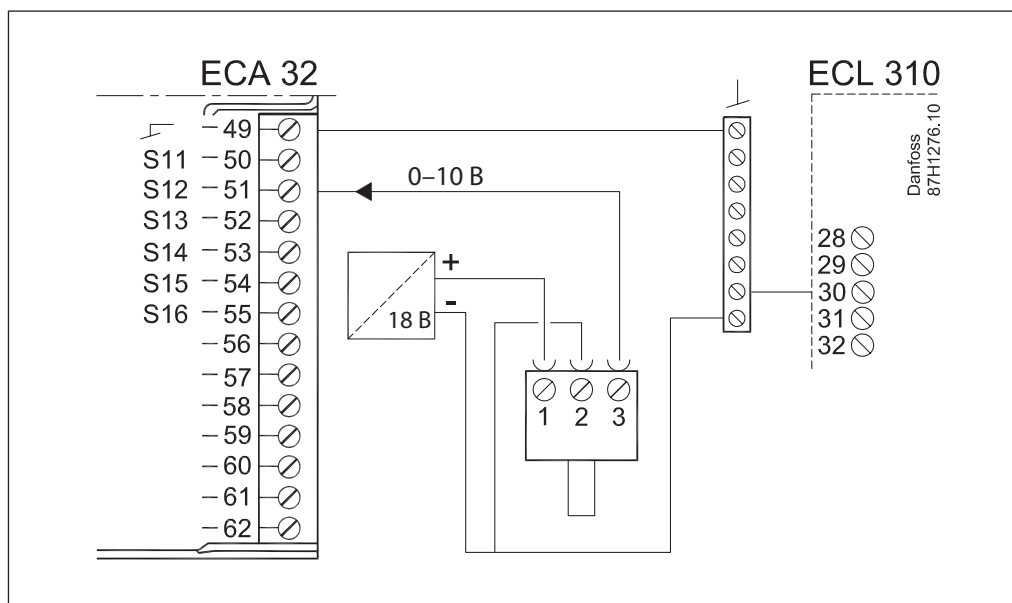 ECA 32
ECL 310
49
S11 50
S12 51
S13 52
S14 53
S15 54
S16 55
56
57
58
59
60
61
62
0–10 В
+
-
18 В
1 2 3
Danfoss
87H1276.10
28
29
30
31
32